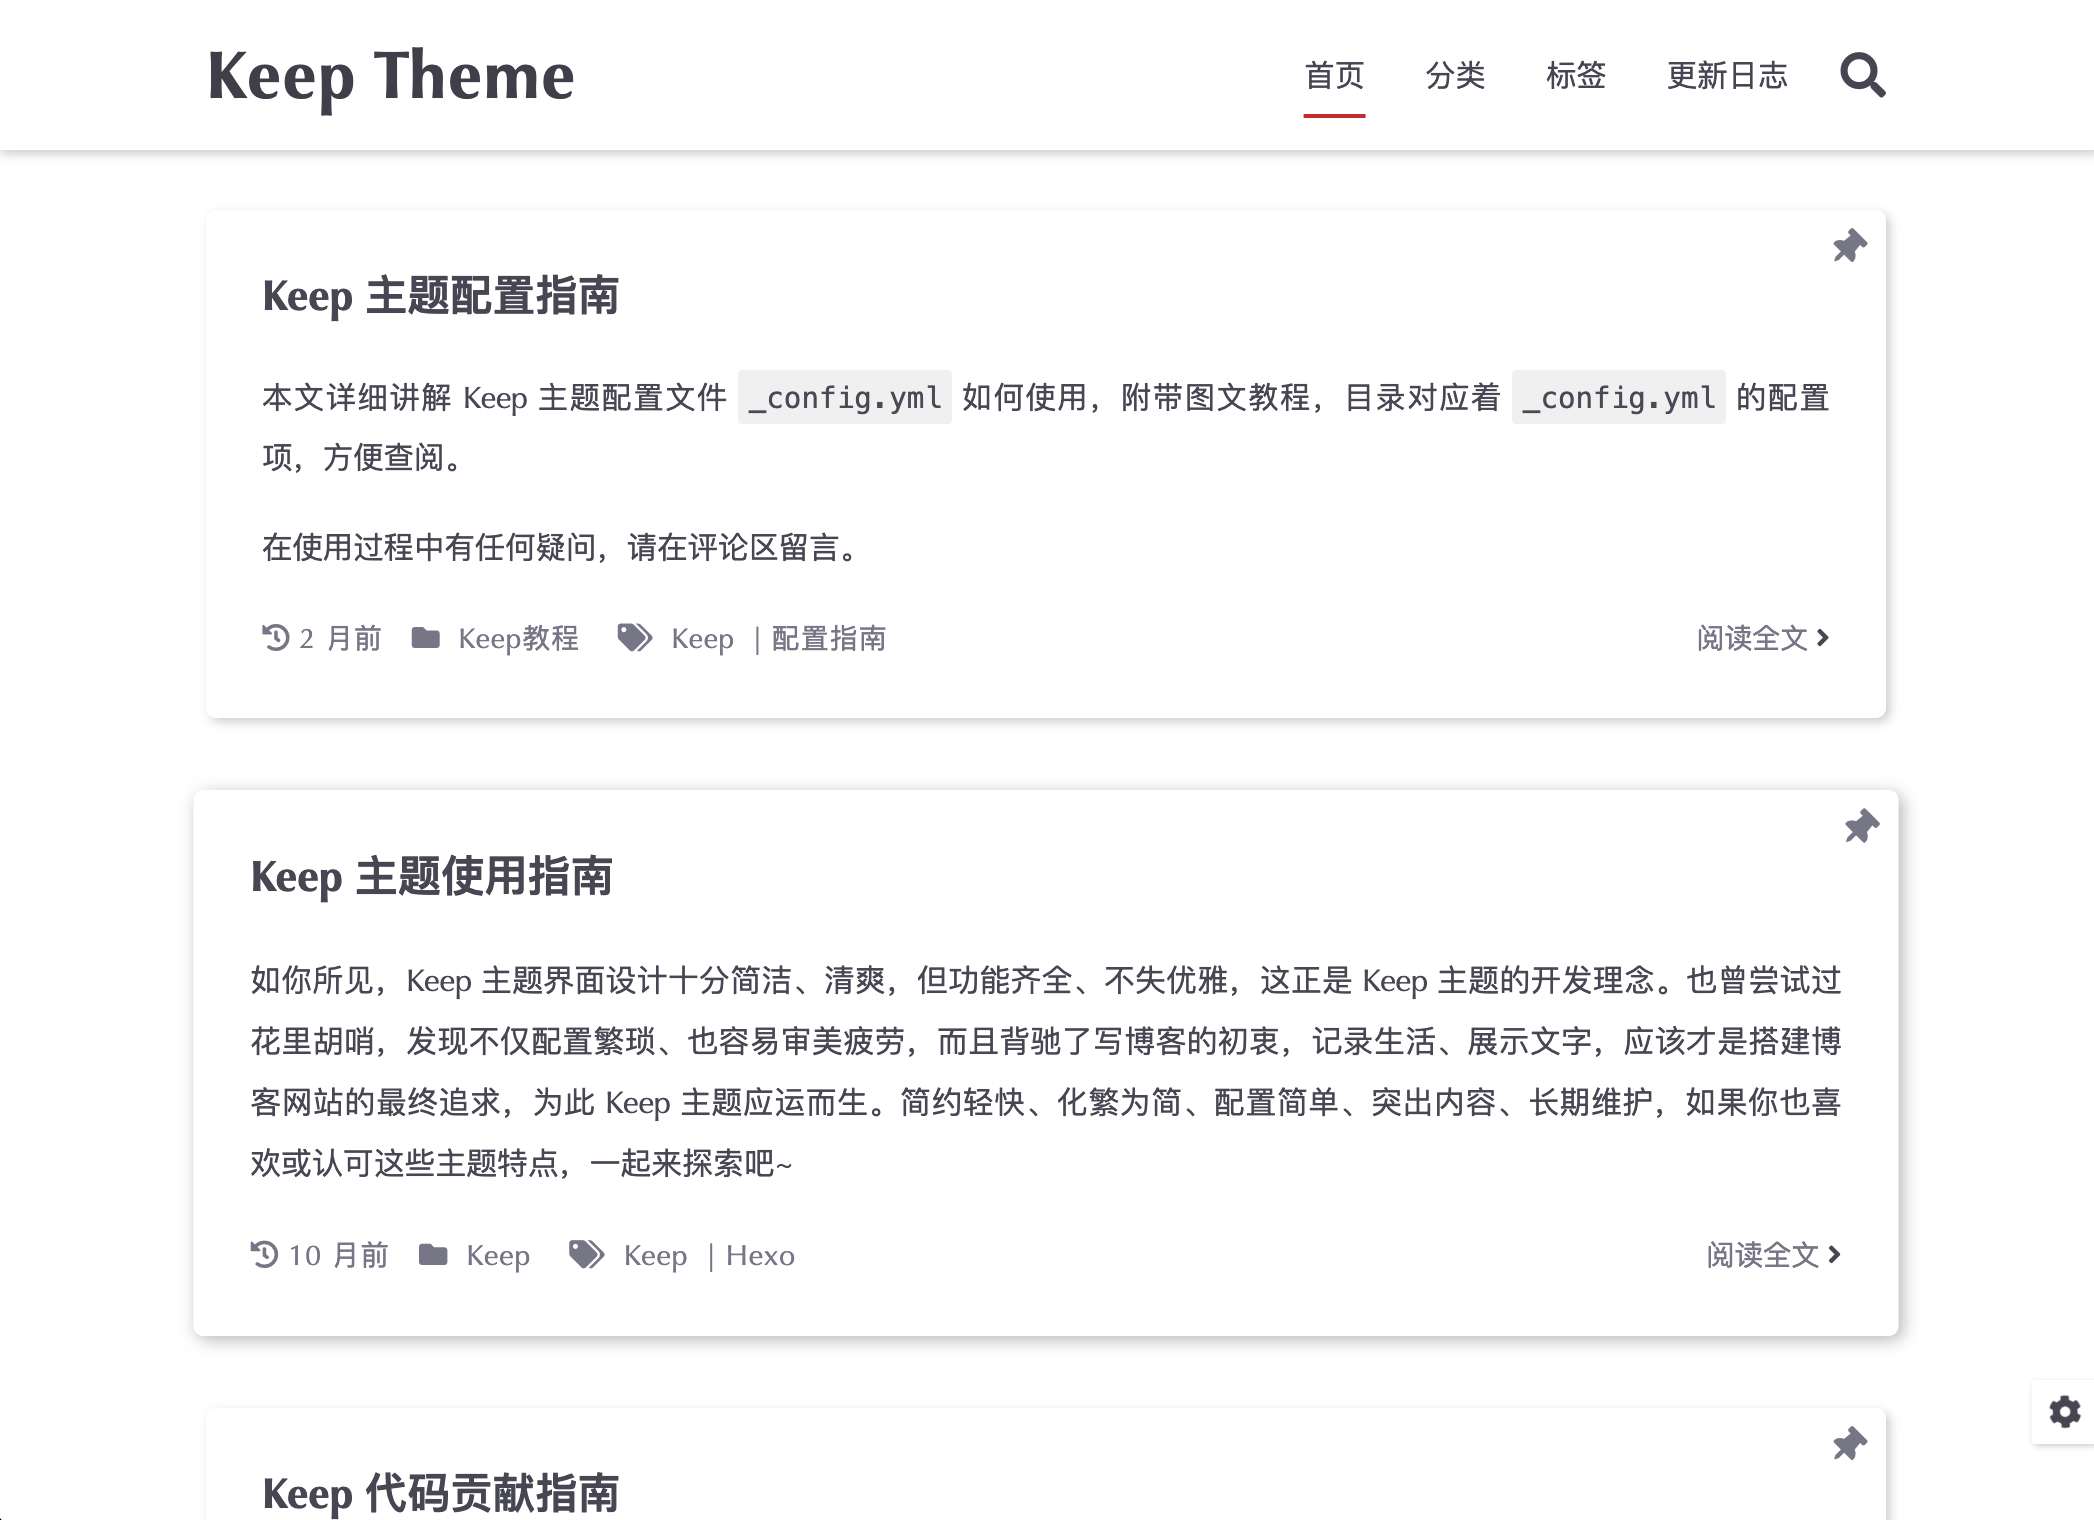 Keep Theme
首页 分类 标签 更新日志
Keep 主题配置指南
本文详细讲解 Keep 主题配置文件 _config.yml 如何使用，附带图文教程，目录对应着 _config.yml 的配置
项，方便查阅。
在使用过程中有任何疑问，请在评论区留言。
2 月前 Keep教程 Keep | 配置指南 阅读全文
Keep 主题使用指南
如你所见，Keep 主题界面设计十分简洁、清爽，但功能齐全、不失优雅，这正是 Keep 主题的开发理念。也曾尝试过
花里胡哨，发现不仅配置繁琐、也容易审美疲劳，而且背驰了写博客的初衷，记录生活、展示文字，应该才是搭建博
客网站的最终追求，为此 Keep 主题应运而生。简约轻快、化繁为简、配置简单、突出内容、长期维护，如果你也喜
欢或认可这些主题特点，一起来探索吧~
10 月前 Keep Keep | Hexo 阅读全文
Keep 代码贡献指南